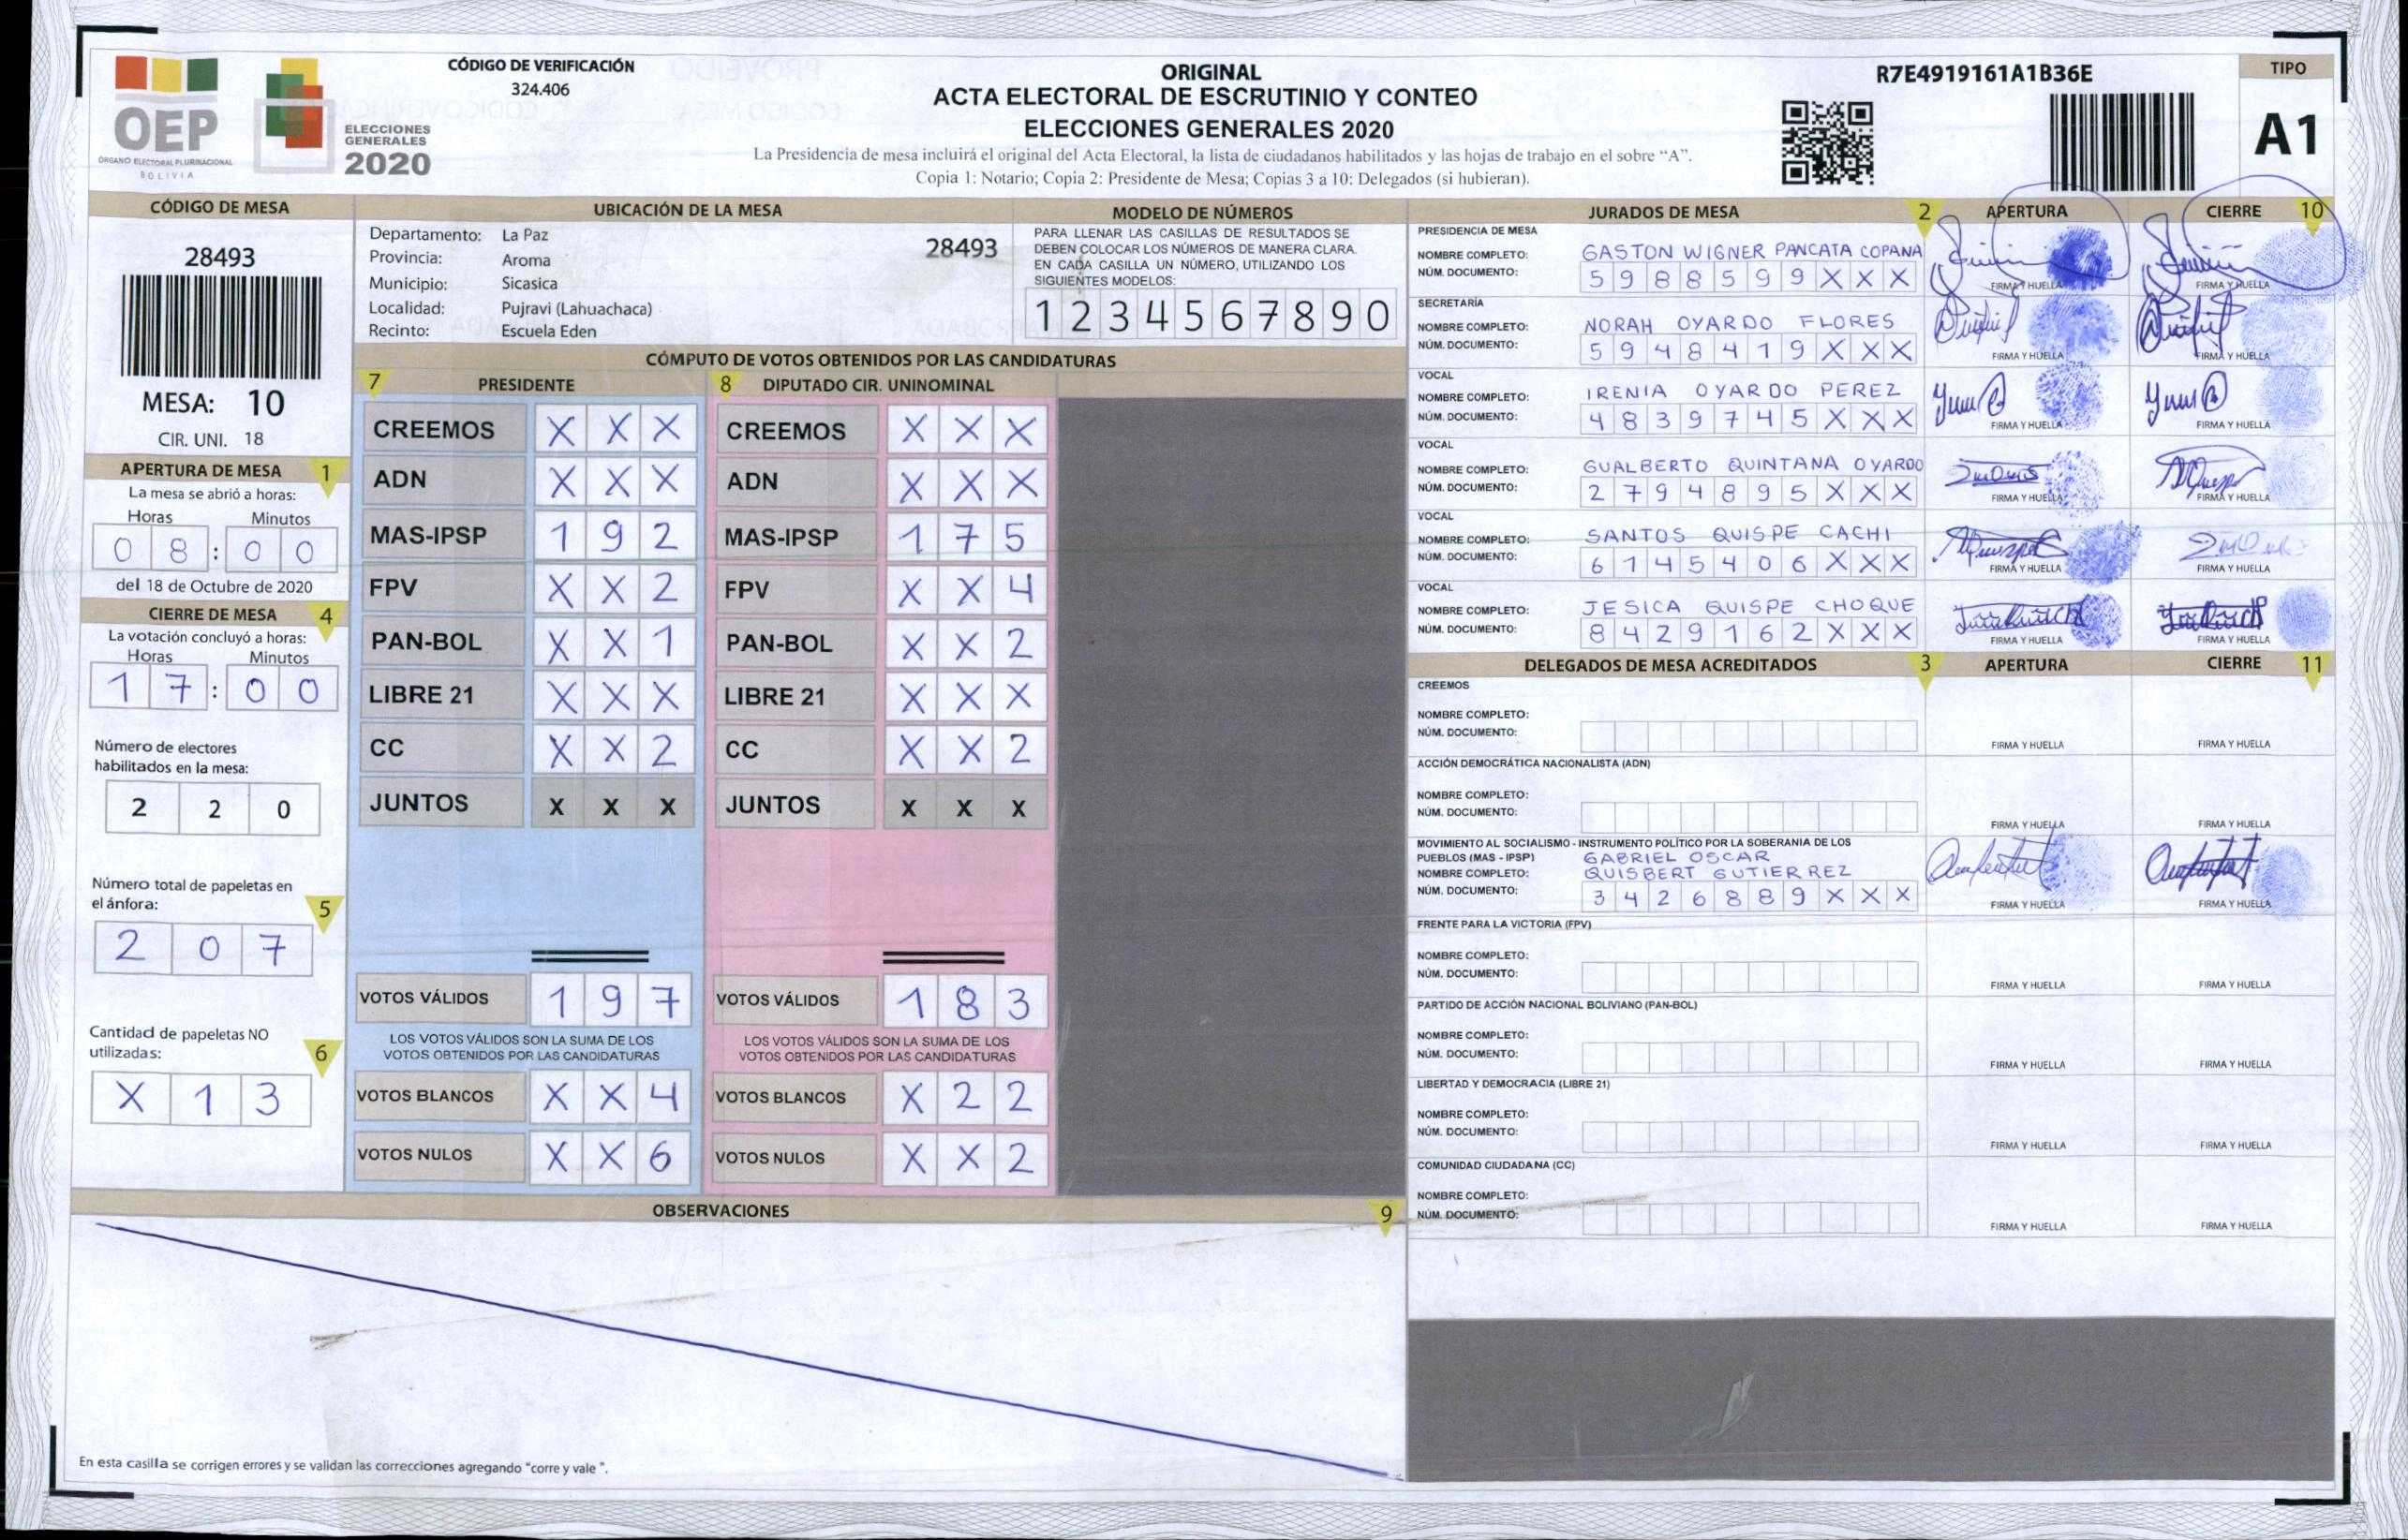 OEP
ÓRGANO ELECTORAL PLURINACIONAL
BOLIVIA
ELECCIONES
GENERALES
2020
CÓDIGO DE VERIFICACIÓN
324.406
ORIGINAL
ACTA ELECTORAL DE ESCRUTINIO Y CONTEO
ELECCIONES GENERALES 2020
La Presidencia de mesa incluirá el original del Acta Electoral, la lista de ciudadanos habilitados y las hojas de trabajo en el sobre “A”.
Copia 1: Notario; Copia 2: Presidente de Mesa; Copias 3 a 10: Delegados (si hubieran).
R7E4919161A1B36E
TIPO
A1
CÓDIGO DE MESA
28493
MESA: 10
CIR. UNI. 18
APERTURA DE MESA 1
La mesa se abrió a horas:
Horas Minutos
0 8 : 0 0
del 18 de Octubre de 2020
CIERRE DE MESA 4
La votación concluyó a horas:
Horas Minutos
1 7 : 0 0
Número de electores
habilitados en la mesa:
2 2 0
Número total de papeletas en
el ánfora: 5
2 0 7
Cantidad de papeletas NO
utilizadas: 6
X 1 3
UBICACIÓN DE LA MESA
Departamento: La Paz
28493
Provincia: Aroma
Municipio: Sicasica
Localidad: Pujravi (Lahuachaca)
Recinto: Escuela Eden
MODELO DE NÚMEROS
PARA LLENAR LAS CASILLAS DE RESULTADOS SE
DEBEN COLOCAR LOS NÚMEROS DE MANERA CLARA.
EN CADA CASILLA UN NÚMERO, UTILIZANDO LOS
SIGUIENTES MODELOS:
1 2 3 4 5 6 7 8 9 0
CÓMPUTO DE VOTOS OBTENIDOS POR LAS CANDIDATURAS
7 PRESIDENTE
CREEMOS X X X
ADN X X X
MAS-IPSP 1 9 2
FPV X X 2
PAN-BOL X X 1
LIBRE 21 X X X
CC X X 2
JUNTOS X X X
VOTOS VÁLIDOS 1 9 7
LOS VOTOS VÁLIDOS SON LA SUMA DE LOS
VOTOS OBTENIDOS POR LAS CANDIDATURAS
VOTOS BLANCOS X X 4
VOTOS NULOS X X 6
8 DIPUTADO CIR. UNINOMINAL
CREEMOS X X X
ADN X X X
MAS-IPSP 1 7 5
FPV X X 4
PAN-BOL X X 2
LIBRE 21 X X X
CC X X 2
JUNTOS X X X
VOTOS VÁLIDOS 1 8 3
LOS VOTOS VÁLIDOS SON LA SUMA DE LOS
VOTOS OBTENIDOS POR LAS CANDIDATURAS
VOTOS BLANCOS X 2 2
VOTOS NULOS X X 2
OBSERVACIONES 9
En esta casilla se corrigen errores y se validan las correcciones agregando “corre y vale ”.
JURADOS DE MESA 2 APERTURA CIERRE 10
PRESIDENCIA DE MESA
NOMBRE COMPLETO: GASTON WIGNER PANCATA COPANA
NÚM. DOCUMENTO: 5 9 8 8 5 9 9 X X X
FIRMA Y HUELLA FIRMA Y HUELLA
SECRETARÍA
NOMBRE COMPLETO: NORAH OYARDO FLORES
NÚM. DOCUMENTO: 5 9 4 8 4 1 9 X X X
FIRMA Y HUELLA FIRMA Y HUELLA
VOCAL
NOMBRE COMPLETO: IRENIA OYARDO PEREZ
NÚM. DOCUMENTO: 4 8 3 9 7 4 5 X X X
FIRMA Y HUELLA FIRMA Y HUELLA
VOCAL
NOMBRE COMPLETO: GUALBERTO QUINTANA OYARDO
NÚM. DOCUMENTO: 2 7 9 4 8 9 5 X X X
FIRMA Y HUELLA FIRMA Y HUELLA
VOCAL
NOMBRE COMPLETO: SANTOS QUISPE CACHI
NÚM. DOCUMENTO: 6 1 4 5 4 0 6 X X X
FIRMA Y HUELLA FIRMA Y HUELLA
VOCAL
NOMBRE COMPLETO: JESICA QUISPE CHOQUE
NÚM. DOCUMENTO: 8 4 2 9 1 6 2 X X X
FIRMA Y HUELLA FIRMA Y HUELLA
DELEGADOS DE MESA ACREDITADOS 3 APERTURA CIERRE 11
CREEMOS
NOMBRE COMPLETO:
NÚM. DOCUMENTO:
FIRMA Y HUELLA FIRMA Y HUELLA
ACCIÓN DEMOCRÁTICA NACIONALISTA (ADN)
NOMBRE COMPLETO:
NÚM. DOCUMENTO:
FIRMA Y HUELLA FIRMA Y HUELLA
MOVIMIENTO AL SOCIALISMO - INSTRUMENTO POLÍTICO POR LA SOBERANIA DE LOS
PUEBLOS (MAS - IPSP) GABRIEL OSCAR
NOMBRE COMPLETO: QUISBERT GUTIERREZ
NÚM. DOCUMENTO: 3 4 2 6 8 8 9 X X X
FIRMA Y HUELLA FIRMA Y HUELLA
FRENTE PARA LA VICTORIA (FPV)
NOMBRE COMPLETO:
NÚM. DOCUMENTO:
FIRMA Y HUELLA FIRMA Y HUELLA
PARTIDO DE ACCIÓN NACIONAL BOLIVIANO (PAN-BOL)
NOMBRE COMPLETO:
NÚM. DOCUMENTO:
FIRMA Y HUELLA FIRMA Y HUELLA
LIBERTAD Y DEMOCRACIA (LIBRE 21)
NOMBRE COMPLETO:
NÚM. DOCUMENTO:
FIRMA Y HUELLA FIRMA Y HUELLA
COMUNIDAD CIUDADANA (CC)
NOMBRE COMPLETO:
NÚM. DOCUMENTO:
FIRMA Y HUELLA FIRMA Y HUELLA